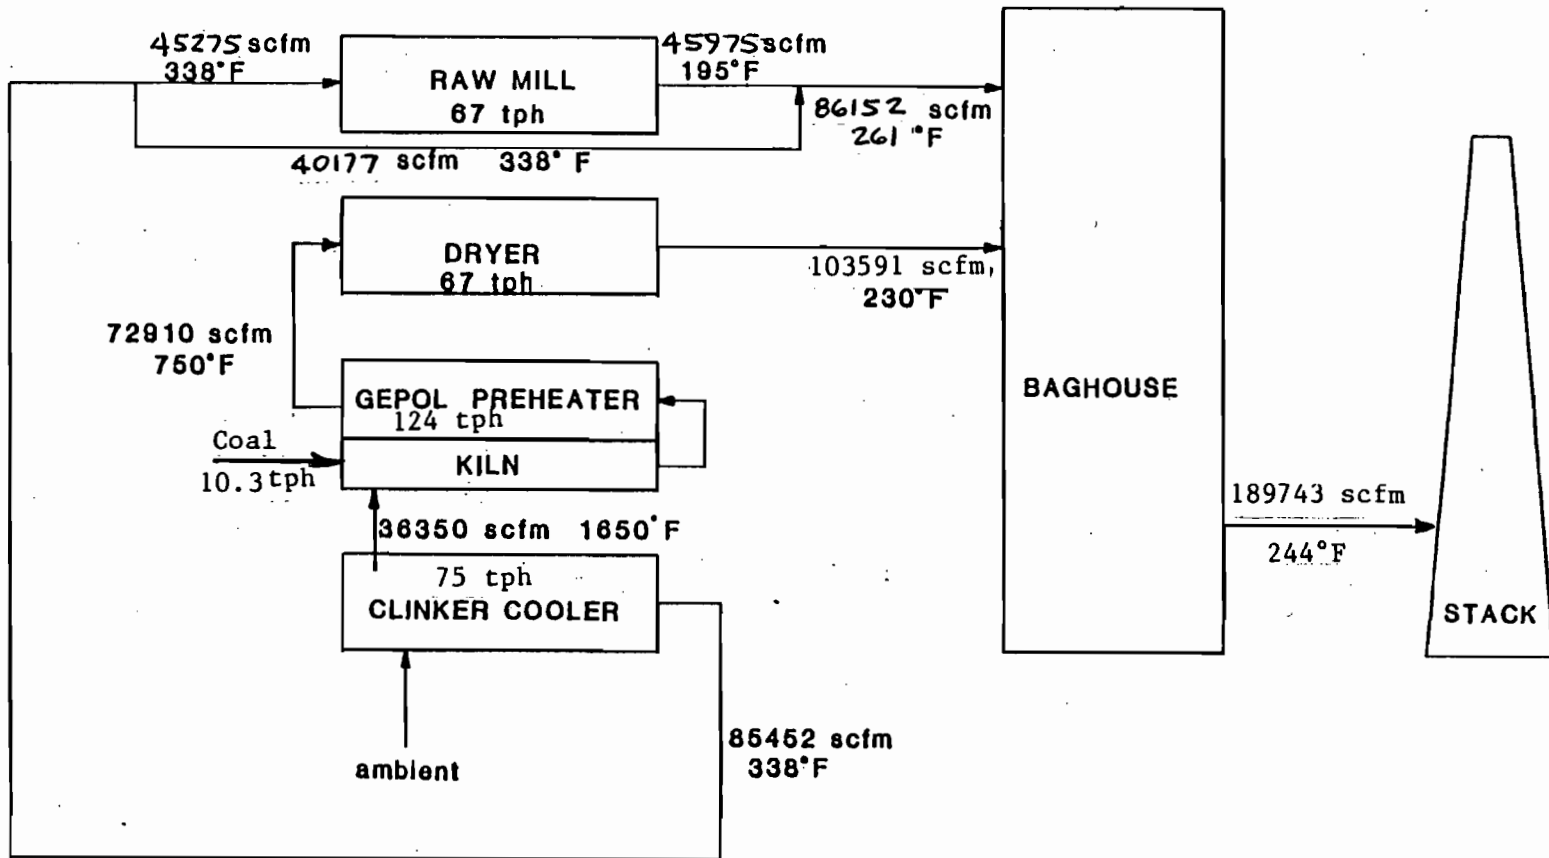 45275 scfm
338°F
RAW MILL
67 tph
45975 scfm
195°F
86152 scfm
261 °F
40177 scfm 338° F
DRYER
67 tph
103591 scfm,
230°F
72910 scfm
750°F
GEPOL PREHEATER
124 tph
Coal
10.3 tph
KILN
36350 scfm 1650°F
75 tph
CLINKER COOLER
ambient
85452 scfm
338°F
BAGHOUSE
189743 scfm
244°F
STACK